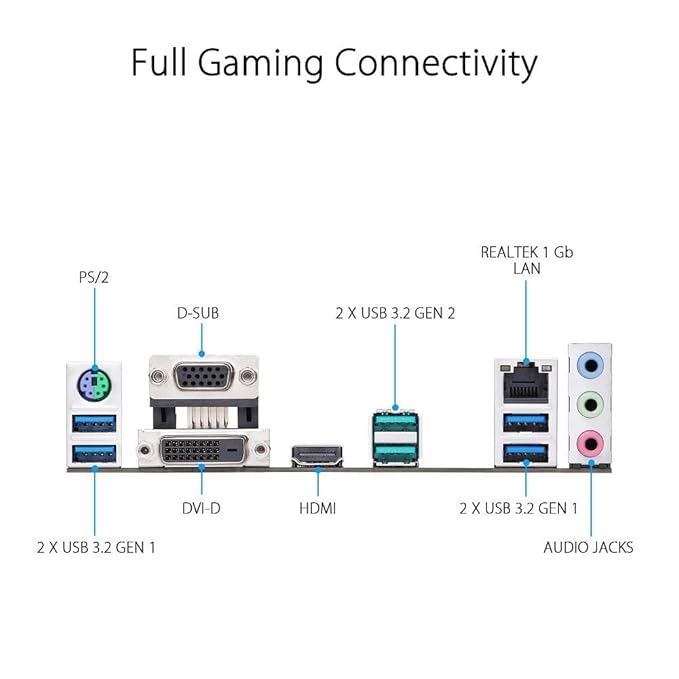 Full Gaming Connectivity
REALTEK 1 Gb
LAN
PS/2
D-SUB
2 X USB 3.2 GEN 2
DVI-D
HDMI
2 X USB 3.2 GEN 1
2 X USB 3.2 GEN 1
AUDIO JACKS